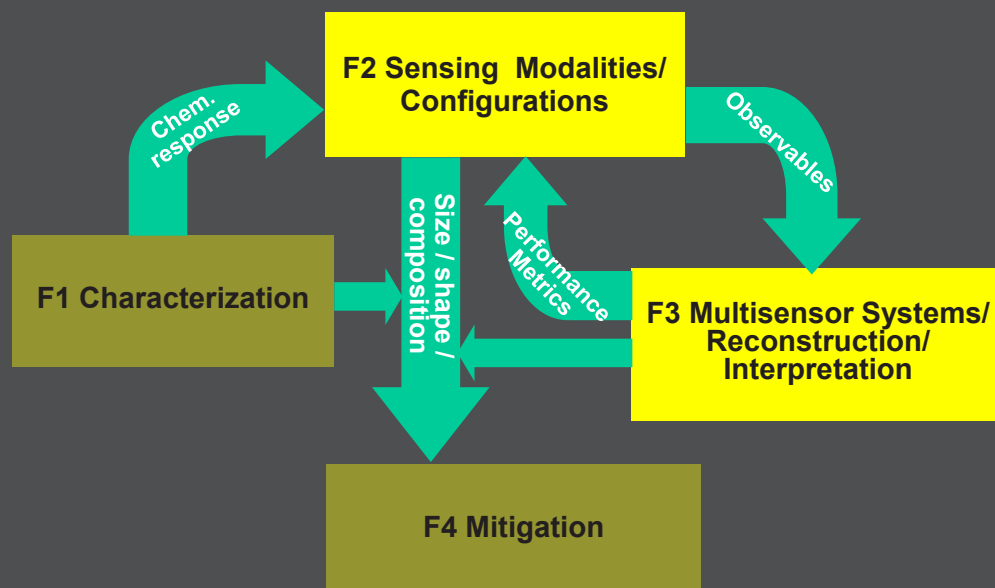 F2 Sensing Modalities/
Configurations
Chem.
response
Observables
Size / shape /
composition
Performance
Metrics
F1 Characterization
F3 Multisensor Systems/
Reconstruction/
Interpretation
F4 Mitigation